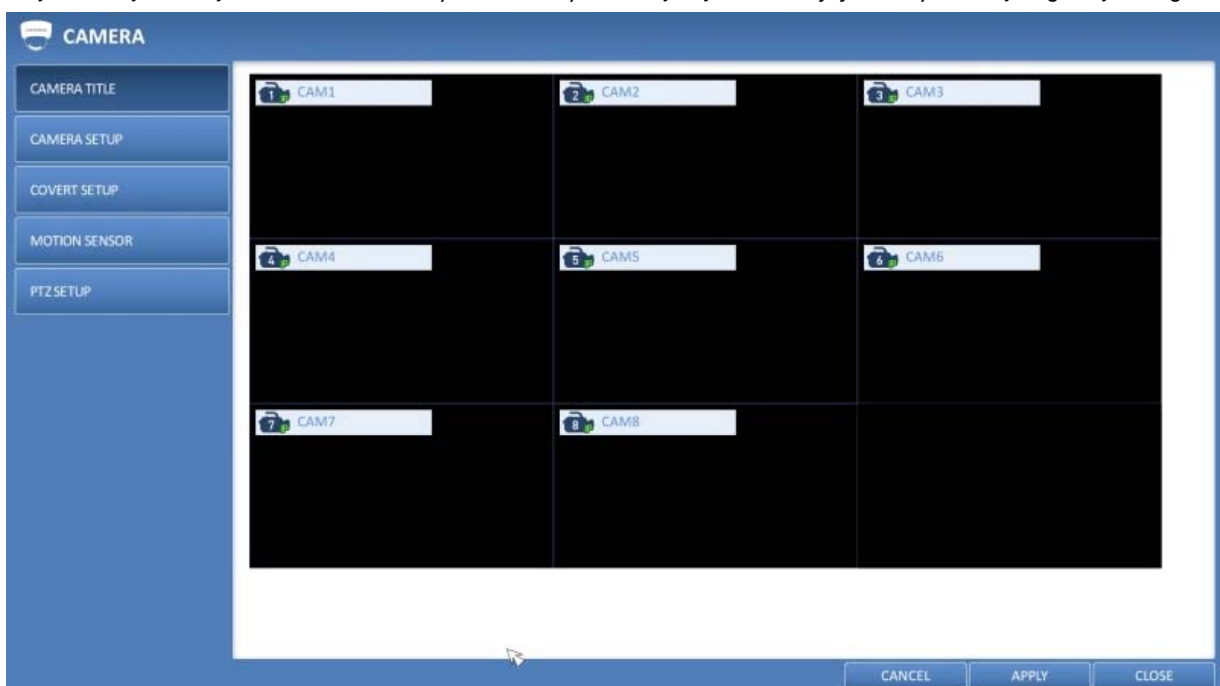 CAMERA
CAMERA TITLE
CAMERA SETUP
COVERT SETUP
MOTION SENSOR
PTZ SETUP
1 CAM1
2 CAM2
3 CAM3
4 CAM4
5 CAM5
6 CAM6
7 CAM7
8 CAM8
CANCEL
APPLY
CLOSE